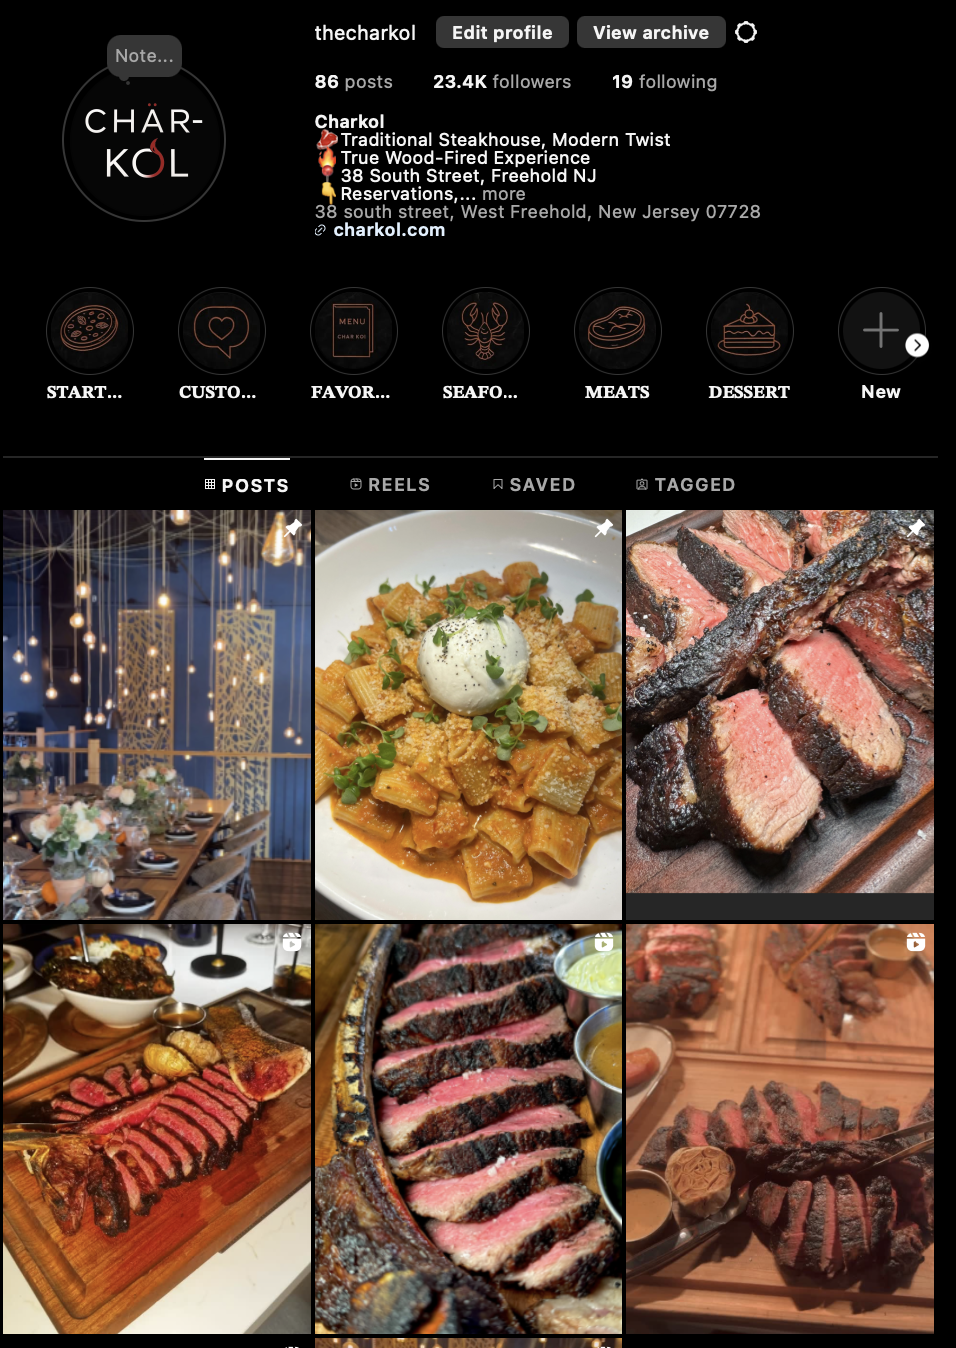 thecharkol Edit profile View archive
Note...
86 posts 23.4K followers 19 following
CHÄR-
KOL
Charkol
🥩Traditional Steakhouse, Modern Twist
🔥True Wood-Fired Experience
📍38 South Street, Freehold NJ
👇Reservations,... more
38 south street, West Freehold, New Jersey 07728
charkol.com
MENU
CHAR KOL
START... CUSTO... FAVOR... SEAFO... MEATS DESSERT New
POSTS REELS SAVED TAGGED